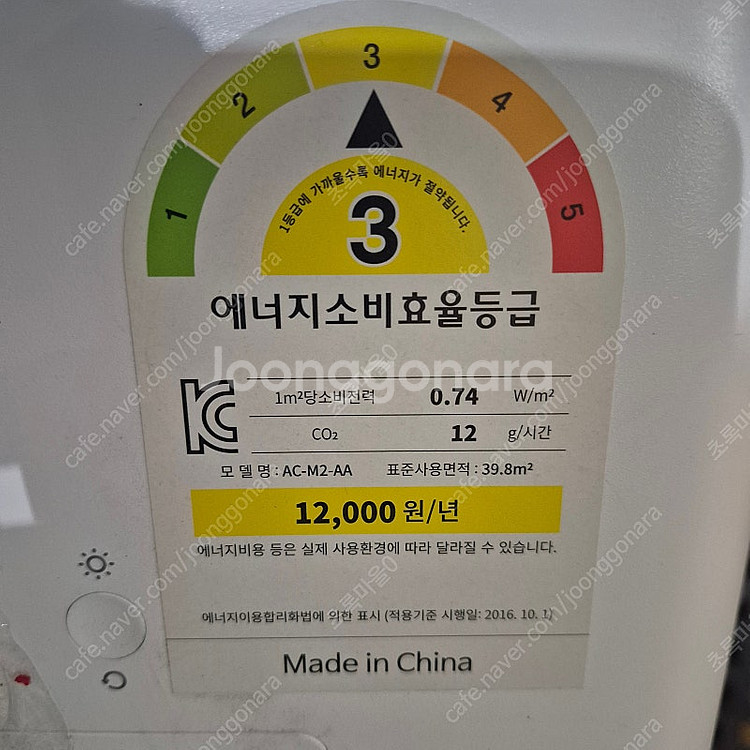 1
2
3
4
5
1등급에 가까울수록 에너지가 절약됩니다.
3
에너지소비효율등급
Joonggonara
1m²당소비전력 0.74 W/m²
CO₂ 12 g/시간
모 델 명 : AC-M2-AA 표준사용면적 : 39.8m²
12,000 원/년
에너지비용 등은 실제 사용환경에 따라 달라질 수 있습니다.
에너지이용합리화법에 의한 표시 (적용기준 시행일: 2016. 10. 1)
Made in China
cafe.naver.com/joonggonara
초록마을0